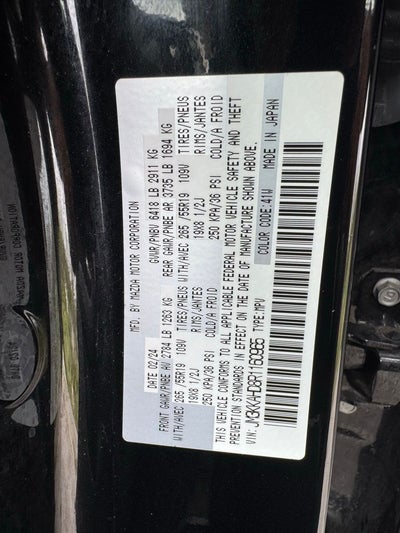 MFD. BY MAZDA MOTOR CORPORATION
DATE 02/24 GVWR/PNBV 6418 LB 2911 KG
FRONT GAWR/PNBE AV 2784 LB 1263 KG REAR GAWR/PNBE AR 3735 LB 1694 KG
WITH/AVEC 265 /55R19 109V TIRES/PNEUS WITH/AVEC 265 /55R19 109V TIRES/PNEUS
19X8 1/2J RIMS/JANTES 19X8 1/2J RIMS/JANTES
250 KPA/36 PSI COLD/A FROID 250 KPA/36 PSI COLD/A FROID
THIS VEHICLE CONFORMS TO ALL APPLICABLE FEDERAL MOTOR VEHICLE SAFETY AND THEFT
PREVENTION STANDARDS IN EFFECT ON THE DATE OF MANUFACTURE SHOWN ABOVE.
VIN: JM3KKAHD8R1160965 TYPE: MPV COLOR CODE:41W MADE IN JAPAN